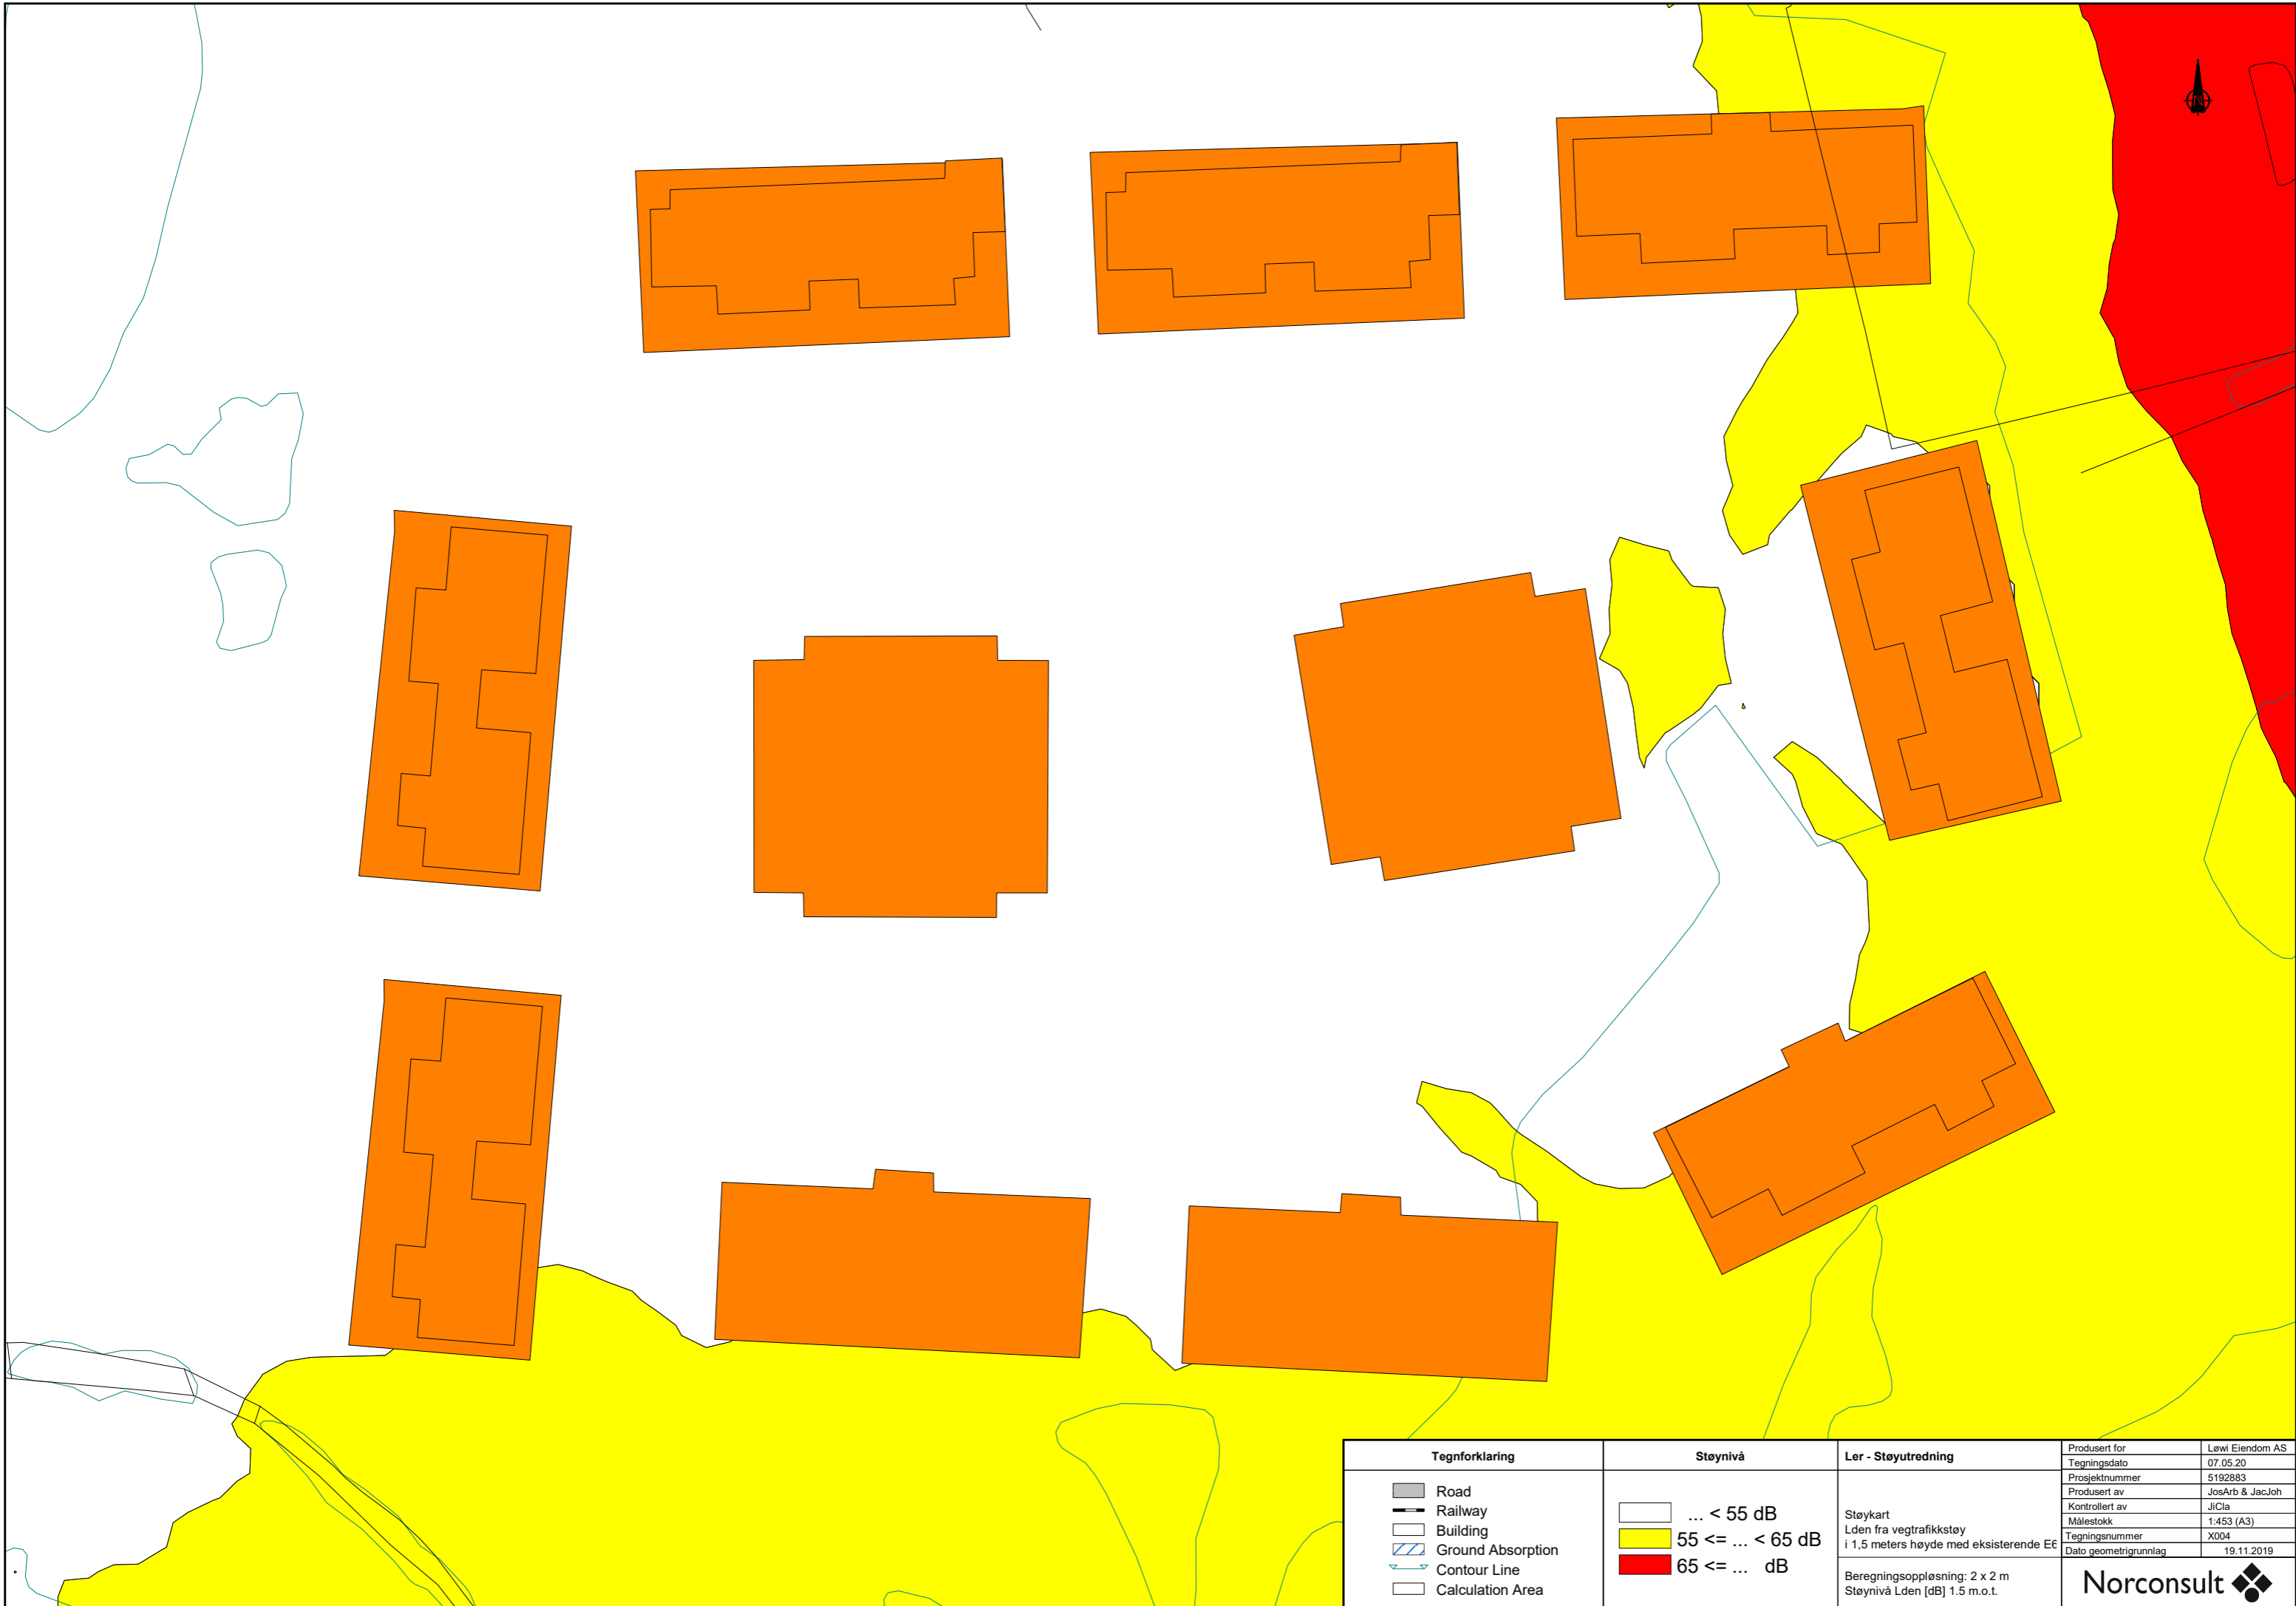 Tegnforklaring
Road
Railway
Building
Ground Absorption
Contour Line
Calculation Area
Støynivå
... < 55 dB
55 <= ... < 65 dB
65 <= ... dB
Ler - Støyutredning
Støykart
Lden fra vegtrafikkstøy
i 1,5 meters høyde med eksisterende E6
Beregningsoppløsning: 2 x 2 m
Støynivå Lden [dB] 1.5 m.o.t.
Produsert for Løwi Eiendom AS
Tegningsdato 07.05.20
Prosjektnummer 5192883
Produsert av JosArb & JacJoh
Kontrollert av JiCla
Målestokk 1:453 (A3)
Tegningsnummer X004
Dato geometrigrunnlag 19.11.2019
Norconsult